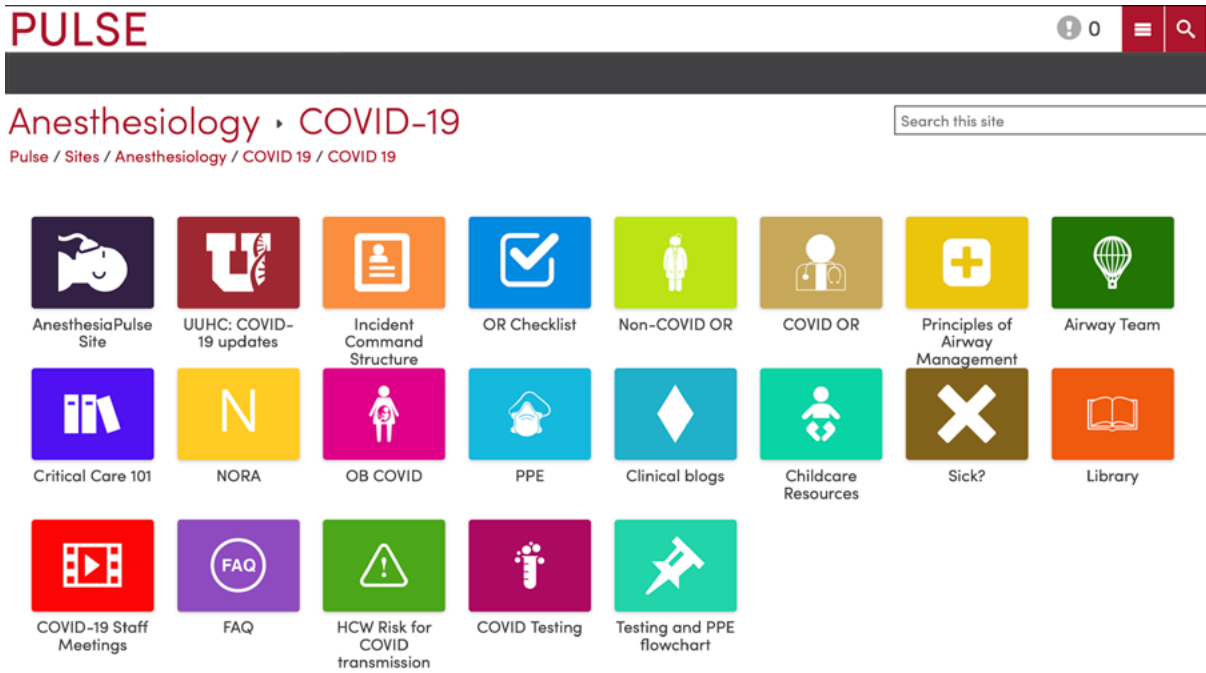 PULSE
0
Anesthesiology ▸ COVID-19
Search this site
Pulse / Sites / Anesthesiology / COVID 19 / COVID 19
U
AnesthesiaPulse
Site
UUHC: COVID-
19 updates
Incident
Command
Structure
OR Checklist
Non-COVID OR
COVID OR
Principles of
Airway
Management
Airway Team
N
Critical Care 101
NORA
OB COVID
PPE
Clinical blogs
Childcare
Resources
Sick?
Library
FAQ
COVID-19 Staff
Meetings
FAQ
HCW Risk for
COVID
transmission
COVID Testing
Testing and PPE
flowchart